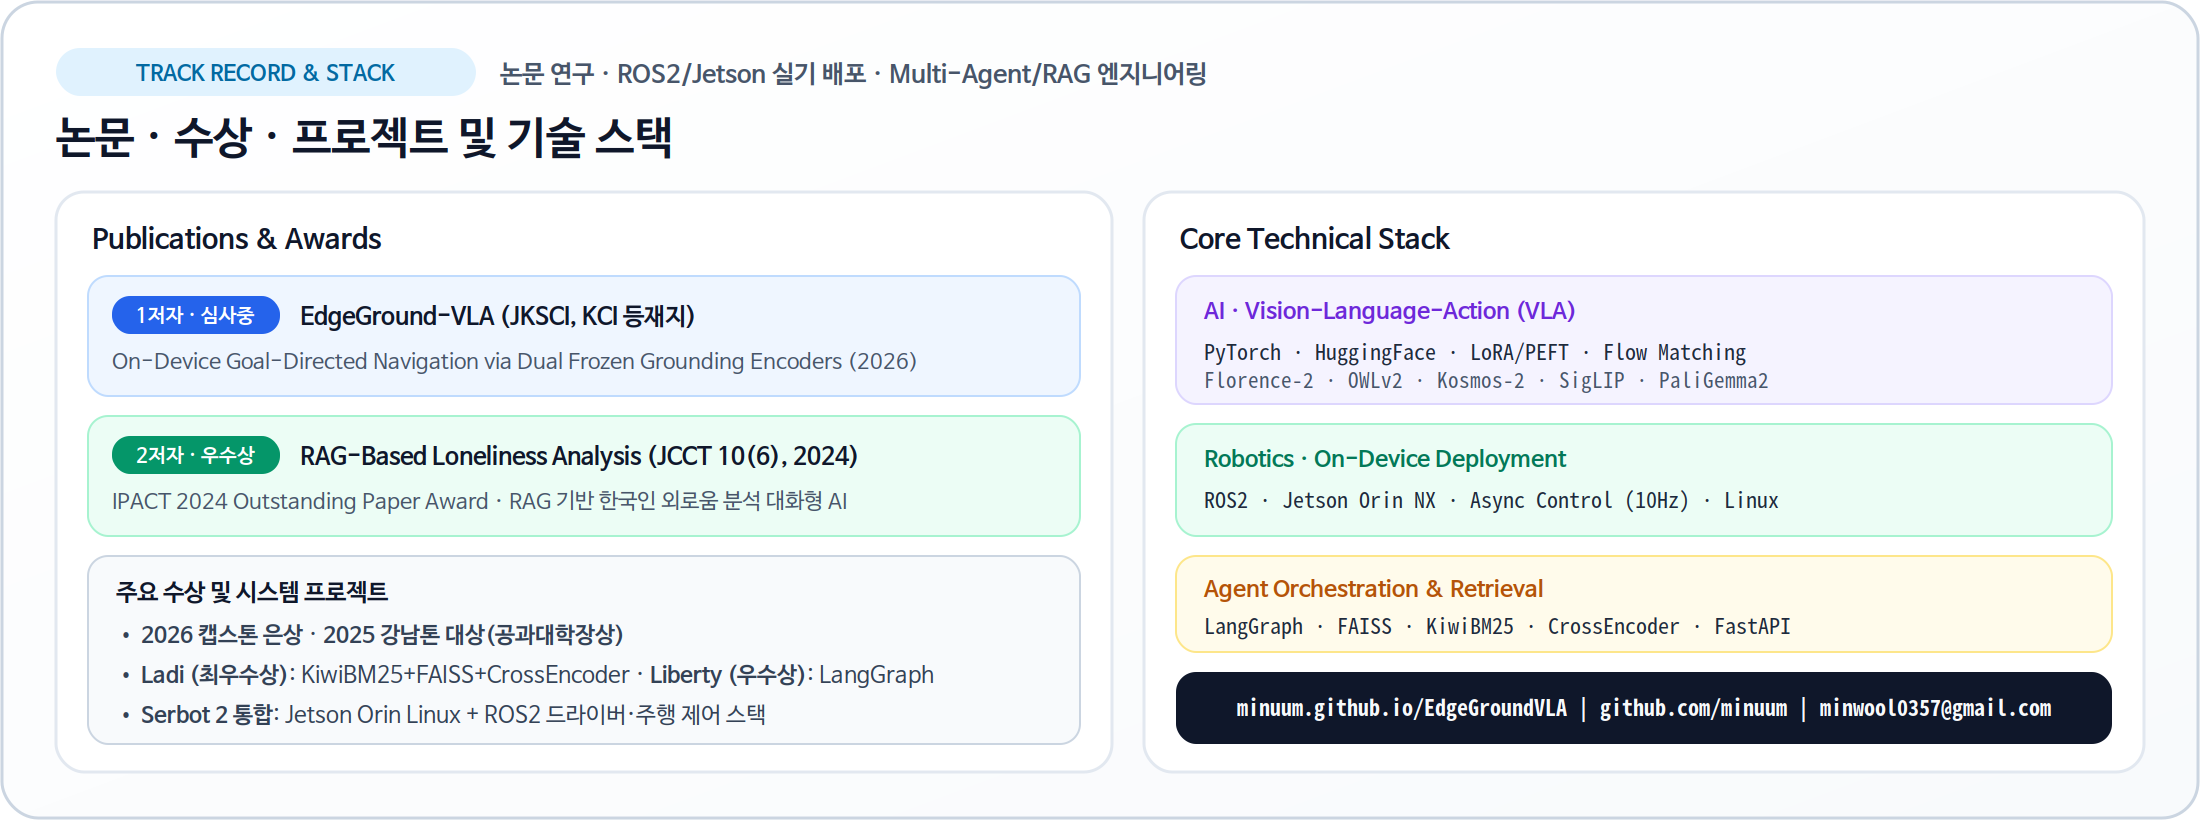 TRACK RECORD & STACK
논문 연구 · ROS2/Jetson 실기 배포 · Multi-Agent/RAG 엔지니어링
논문 · 수상 · 프로젝트 및 기술 스택
Publications & Awards
1저자 · 심사중
EdgeGround-VLA (JKSCI, KCI 등재지)
On-Device Goal-Directed Navigation via Dual Frozen Grounding Encoders (2026)
2저자 · 우수상
RAG-Based Loneliness Analysis (JCCT 10(6), 2024)
IPACT 2024 Outstanding Paper Award · RAG 기반 한국인 외로움 분석 대화형 AI
주요 수상 및 시스템 프로젝트
• 2026 캡스톤 은상 · 2025 강남톤 대상(공과대학장상)
• Ladi (최우수상): KiwiBM25+FAISS+CrossEncoder · Liberty (우수상): LangGraph
• Serbot 2 통합: Jetson Orin Linux + ROS2 드라이버·주행 제어 스택
Core Technical Stack
AI · Vision-Language-Action (VLA)
PyTorch · HuggingFace · LoRA/PEFT · Flow Matching
Florence-2 · OWLv2 · Kosmos-2 · SigLIP · PaliGemma2
Robotics · On-Device Deployment
ROS2 · Jetson Orin NX · Async Control (10Hz) · Linux
Agent Orchestration & Retrieval
LangGraph · FAISS · KiwiBM25 · CrossEncoder · FastAPI
minuum.github.io/EdgeGroundVLA | github.com/minuum | minwool0357@gmail.com